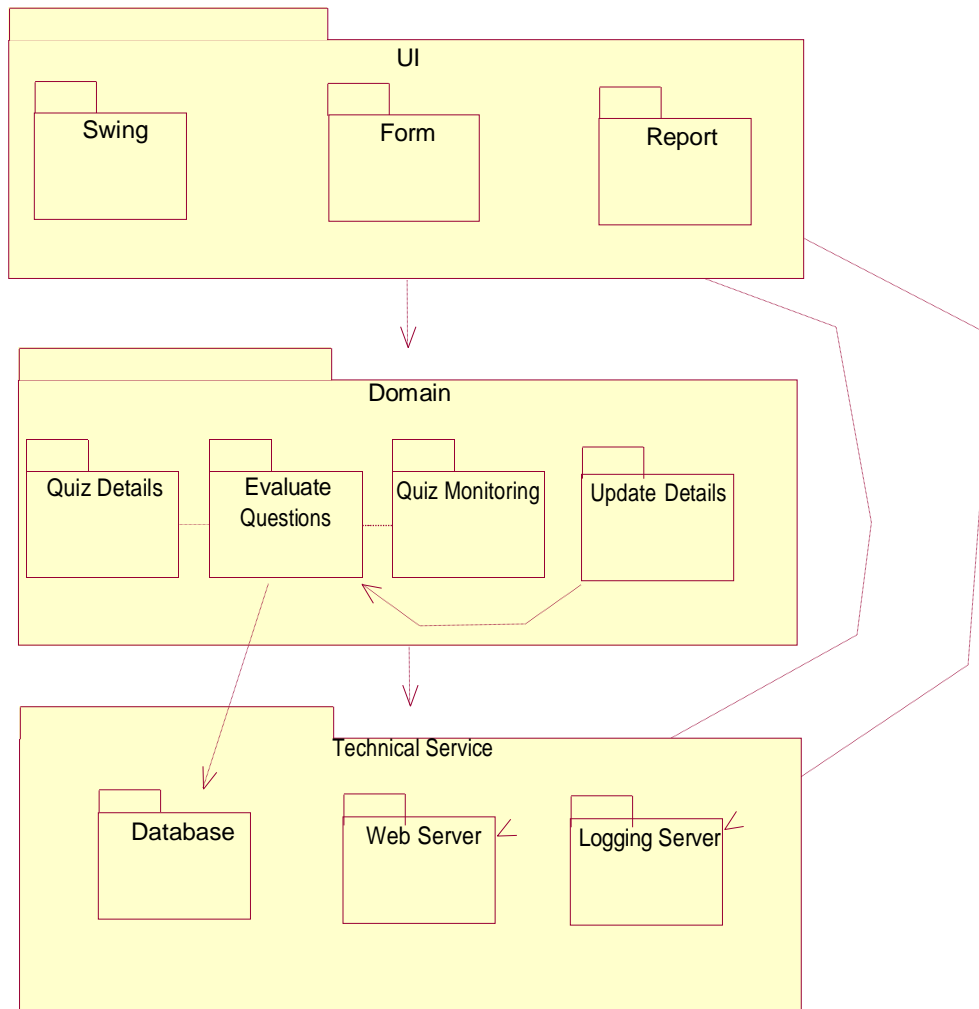 UI
Swing
Form
Report
Domain
Quiz Details
Evaluate
Questions
Quiz Monitoring
Update Details
Technical Service
Database
Web Server
Logging Server